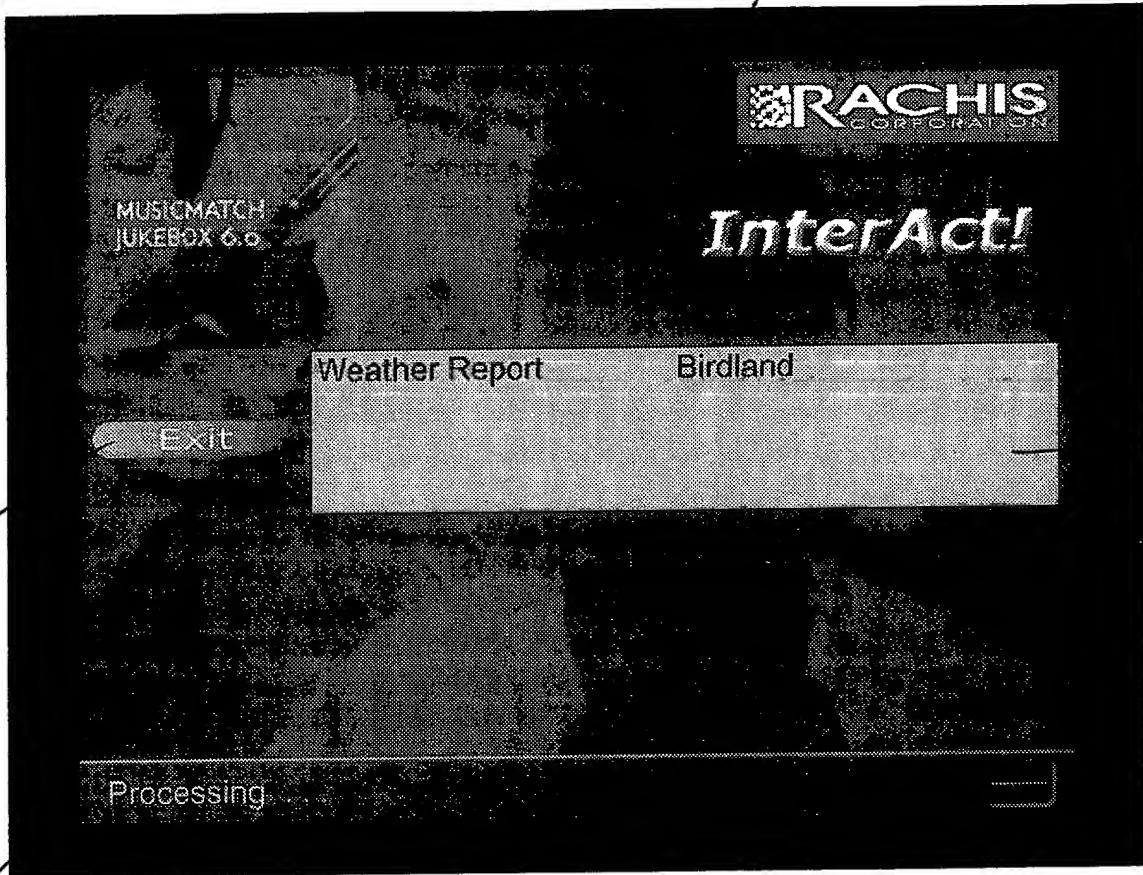 RACHIS
CORPORATION
MUSICMATCH
JUKEBOX 6.0
InterAct!
Weather Report Birdland
Exit
Processing